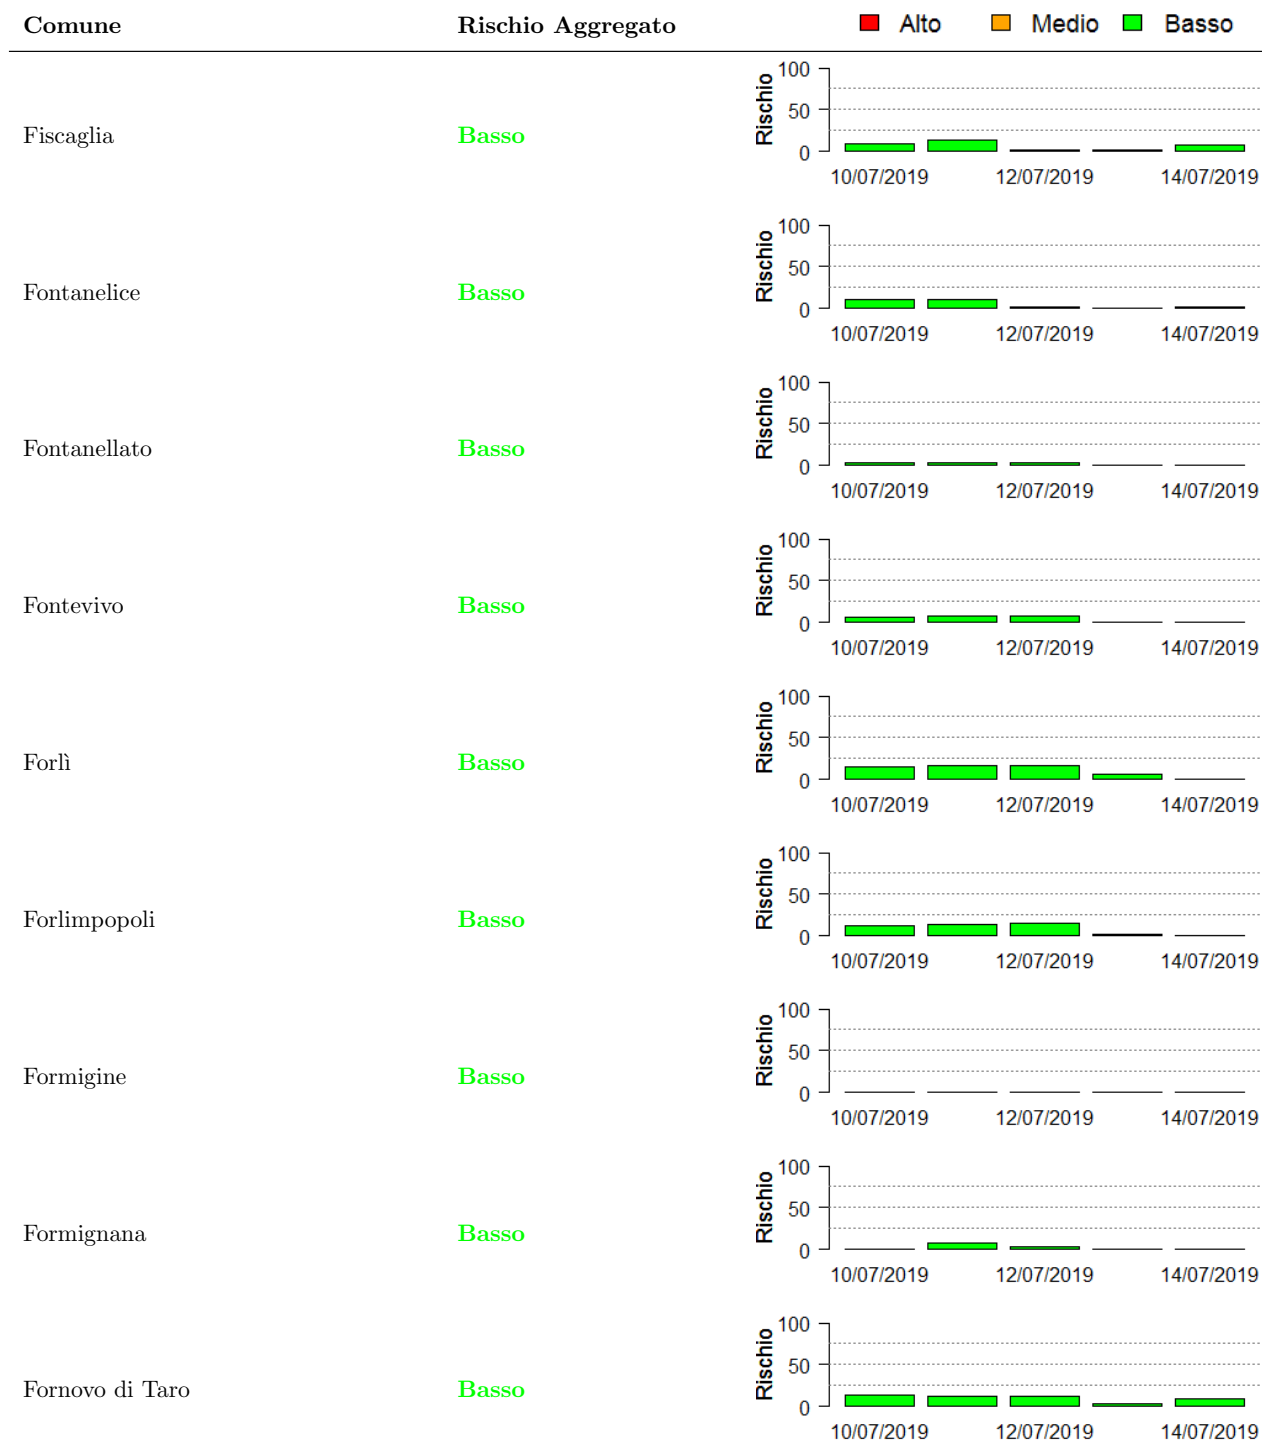 Comune Rischio Aggregato Alto Medio Basso
Fiscaglia Basso Rischio 100 50 0
10/07/2019 12/07/2019 14/07/2019
Fontanelice Basso Rischio 100 50 0
10/07/2019 12/07/2019 14/07/2019
Fontanellato Basso Rischio 100 50 0
10/07/2019 12/07/2019 14/07/2019
Fontevivo Basso Rischio 100 50 0
10/07/2019 12/07/2019 14/07/2019
Forlì Basso Rischio 100 50 0
10/07/2019 12/07/2019 14/07/2019
Forlimpopoli Basso Rischio 100 50 0
10/07/2019 12/07/2019 14/07/2019
Formigine Basso Rischio 100 50 0
10/07/2019 12/07/2019 14/07/2019
Formignana Basso Rischio 100 50 0
10/07/2019 12/07/2019 14/07/2019
Fornovo di Taro Basso Rischio 100 50 0
10/07/2019 12/07/2019 14/07/2019